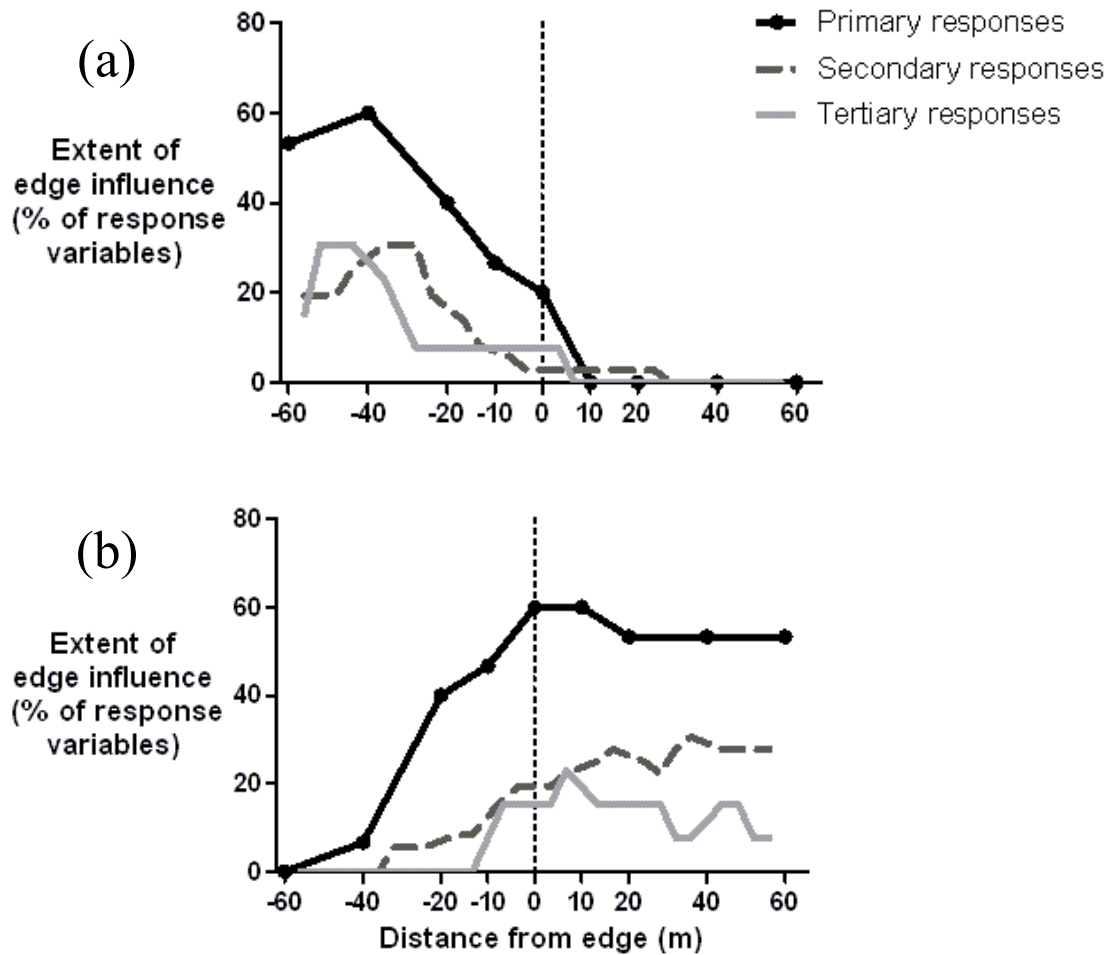 (a)
Extent of
edge influence
(% of response
variables)
80
60
40
20
0
-60 -40 -20 -10 0 10 20 40 60
Primary responses
Secondary responses
Tertiary responses
(b)
Extent of
edge influence
(% of response
variables)
80
60
40
20
0
-60 -40 -20 -10 0 10 20 40 60
Distance from edge (m)